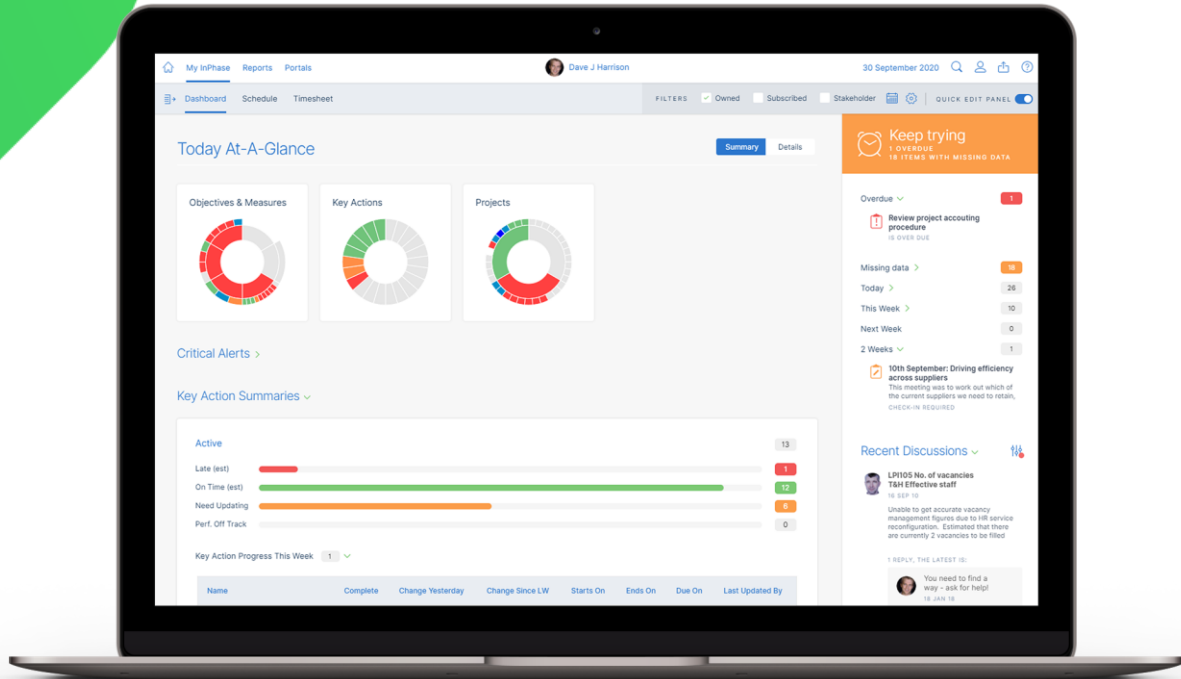 My InPhase Reports Portals
Dave J Harrison
30 September 2020
Dashboard Schedule Timesheet
FILTERS Owned Subscribed Stakeholder
QUICK EDIT PANEL
Today At-A-Glance
Summary Details
Objectives & Measures
Key Actions
Projects
Critical Alerts
Key Action Summaries
Active 13
Late (est) 1
On Time (est) 12
Need Updating 6
Perf. Off Track 0
Key Action Progress This Week 1
Name Complete Change Yesterday Change Since LW Starts On Ends On Due On Last Updated By
Keep trying
1 OVERDUE
18 ITEMS WITH MISSING DATA
Overdue 1
Review project accouting
procedure
IS OVER DUE
Missing data 18
Today 26
This Week 10
Next Week 0
2 Weeks 1
10th September: Driving efficiency
across suppliers
This meeting was to work out which of
the current suppliers we need to retain,
CHECK-IN REQUIRED
Recent Discussions
LPI105 No. of vacancies
T&H Effective staff
16 SEP 10
Unable to get accurate vacancy
management figures due to HR service
reconfiguration. Estimated that there
are currently 2 vacancies to be filled
1 REPLY, THE LATEST IS:
You need to find a
way - ask for help!
18 JAN 16